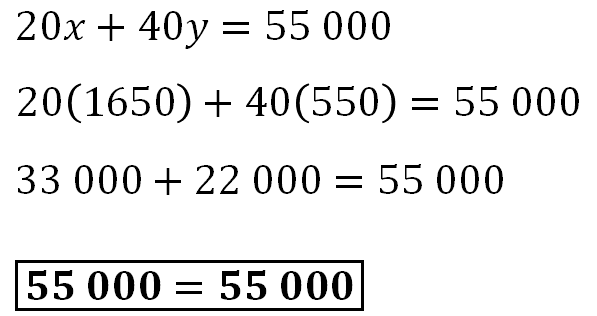 20x + 40y = 55 000
20(1650) + 40(550) = 55 000
33 000 + 22 000 = 55 000
55 000 = 55 000